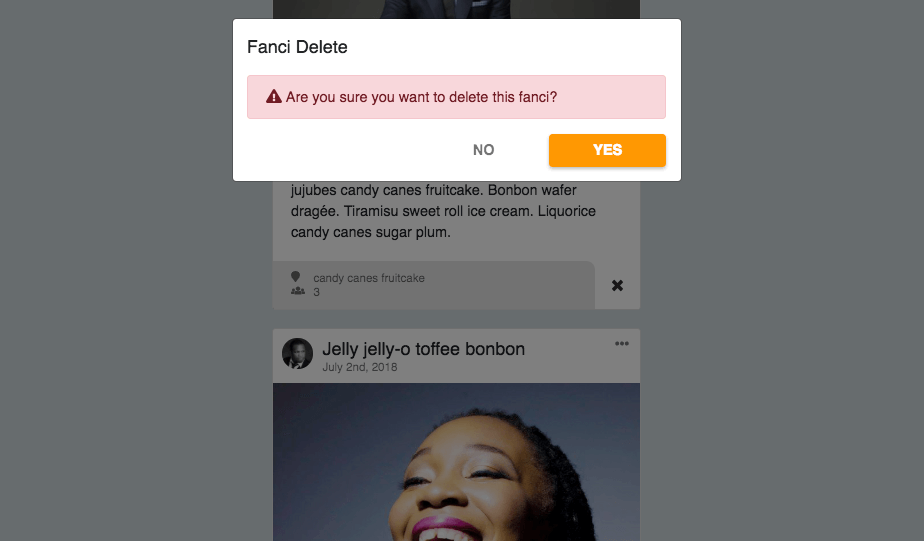 Fanci Delete
Are you sure you want to delete this fanci?
NO
YES
jujubes candy canes fruitcake. Bonbon wafer
dragée. Tiramisu sweet roll ice cream. Liquorice
candy canes sugar plum.
candy canes fruitcake
3
Jelly jelly-o toffee bonbon
July 2nd, 2018